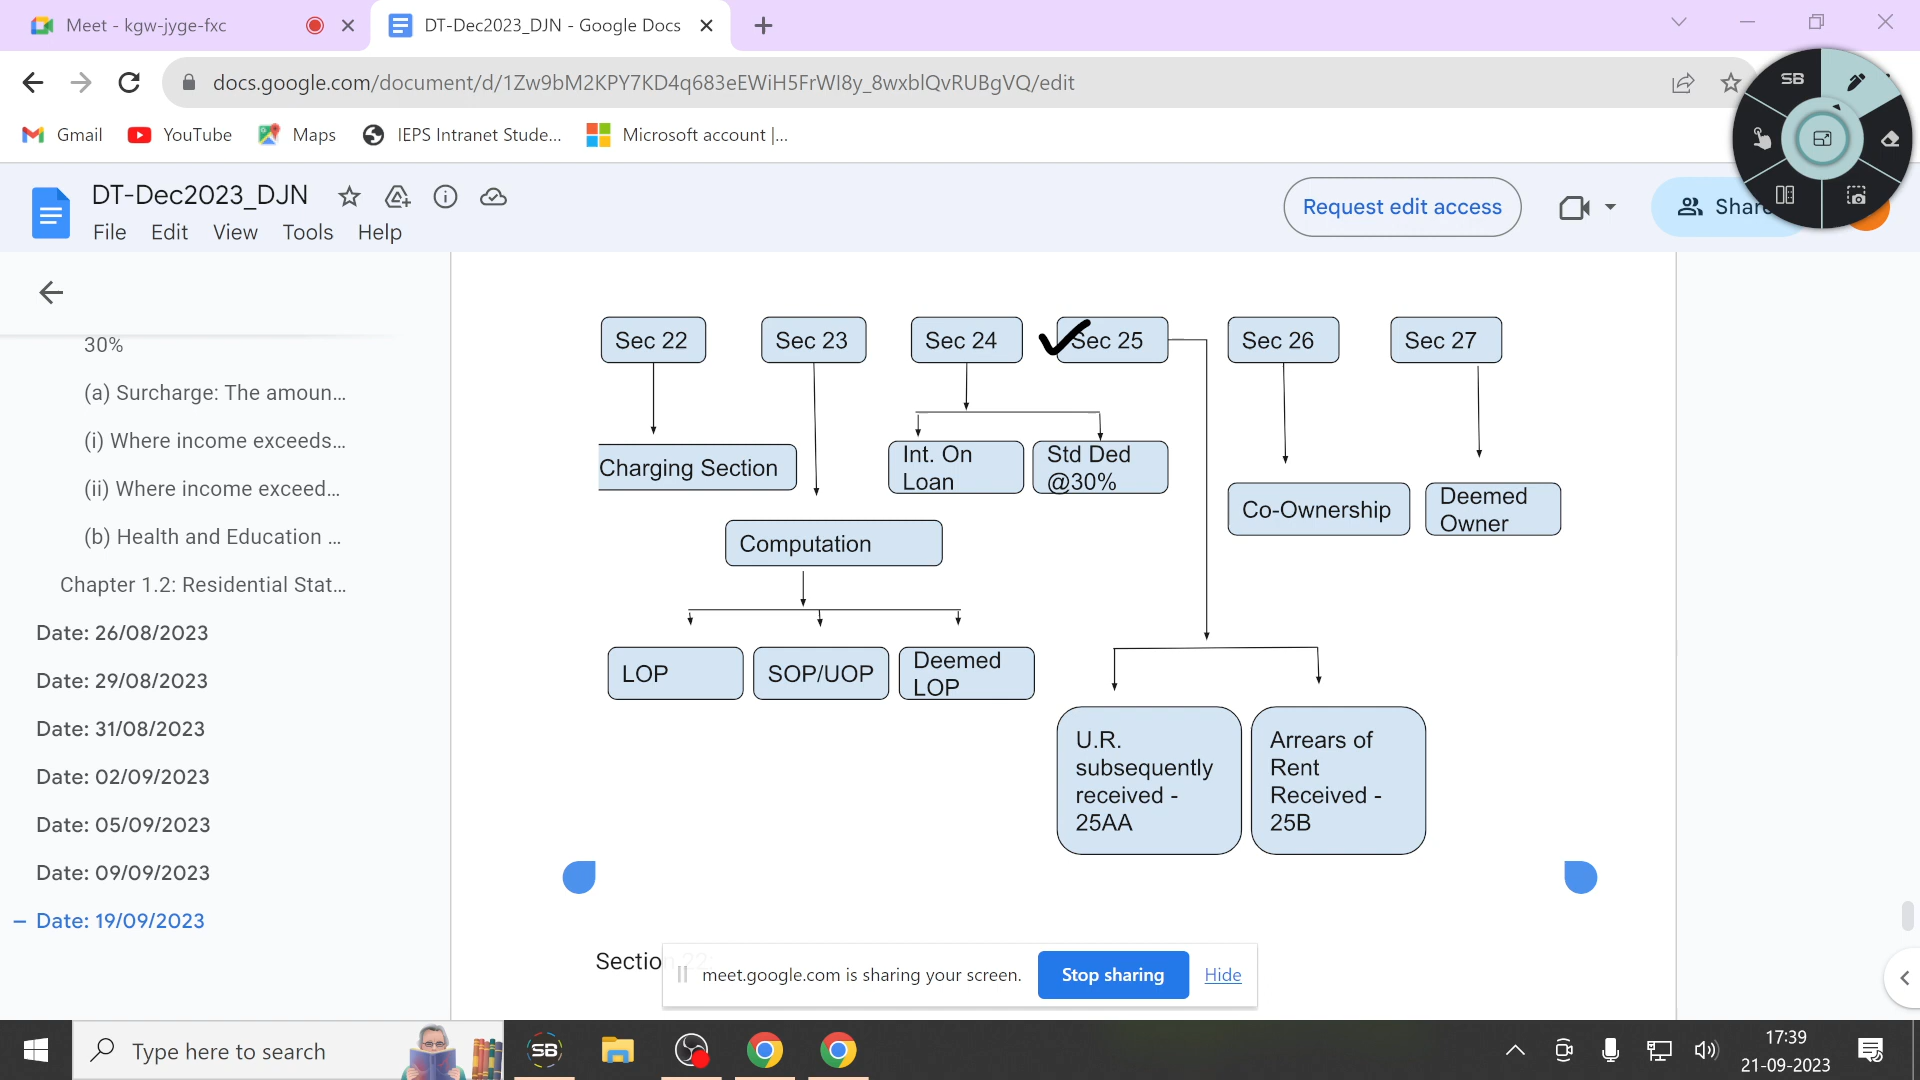 Meet - kgw-jyge-fxc
DT-Dec2023_DJN - Google Docs
docs.google.com/document/d/1Zw9bM2KPY7KD4q683eEWiH5FrWI8y_8wxblQvRUBgVQ/edit
SB
Gmail
YouTube
Maps
IEPS Intranet Stude...
Microsoft account |...
DT-Dec2023_DJN
File Edit View Tools Help
Request edit access
Share
30%
(a) Surcharge: The amoun...
(i) Where income exceeds...
(ii) Where income exceed...
(b) Health and Education ...
Chapter 1.2: Residential Stat...
Date: 26/08/2023
Date: 29/08/2023
Date: 31/08/2023
Date: 02/09/2023
Date: 05/09/2023
Date: 09/09/2023
Date: 19/09/2023
Sec 22
Sec 23
Sec 24
Sec 25
Sec 26
Sec 27
Charging Section
Int. On
Loan
Std Ded
@30%
Co-Ownership
Deemed
Owner
Computation
LOP
SOP/UOP
Deemed
LOP
U.R.
subsequently
received -
25AA
Arrears of
Rent
Received -
25B
Section 22
meet.google.com is sharing your screen.
Stop sharing
Hide
Type here to search
SB
17:39
21-09-2023